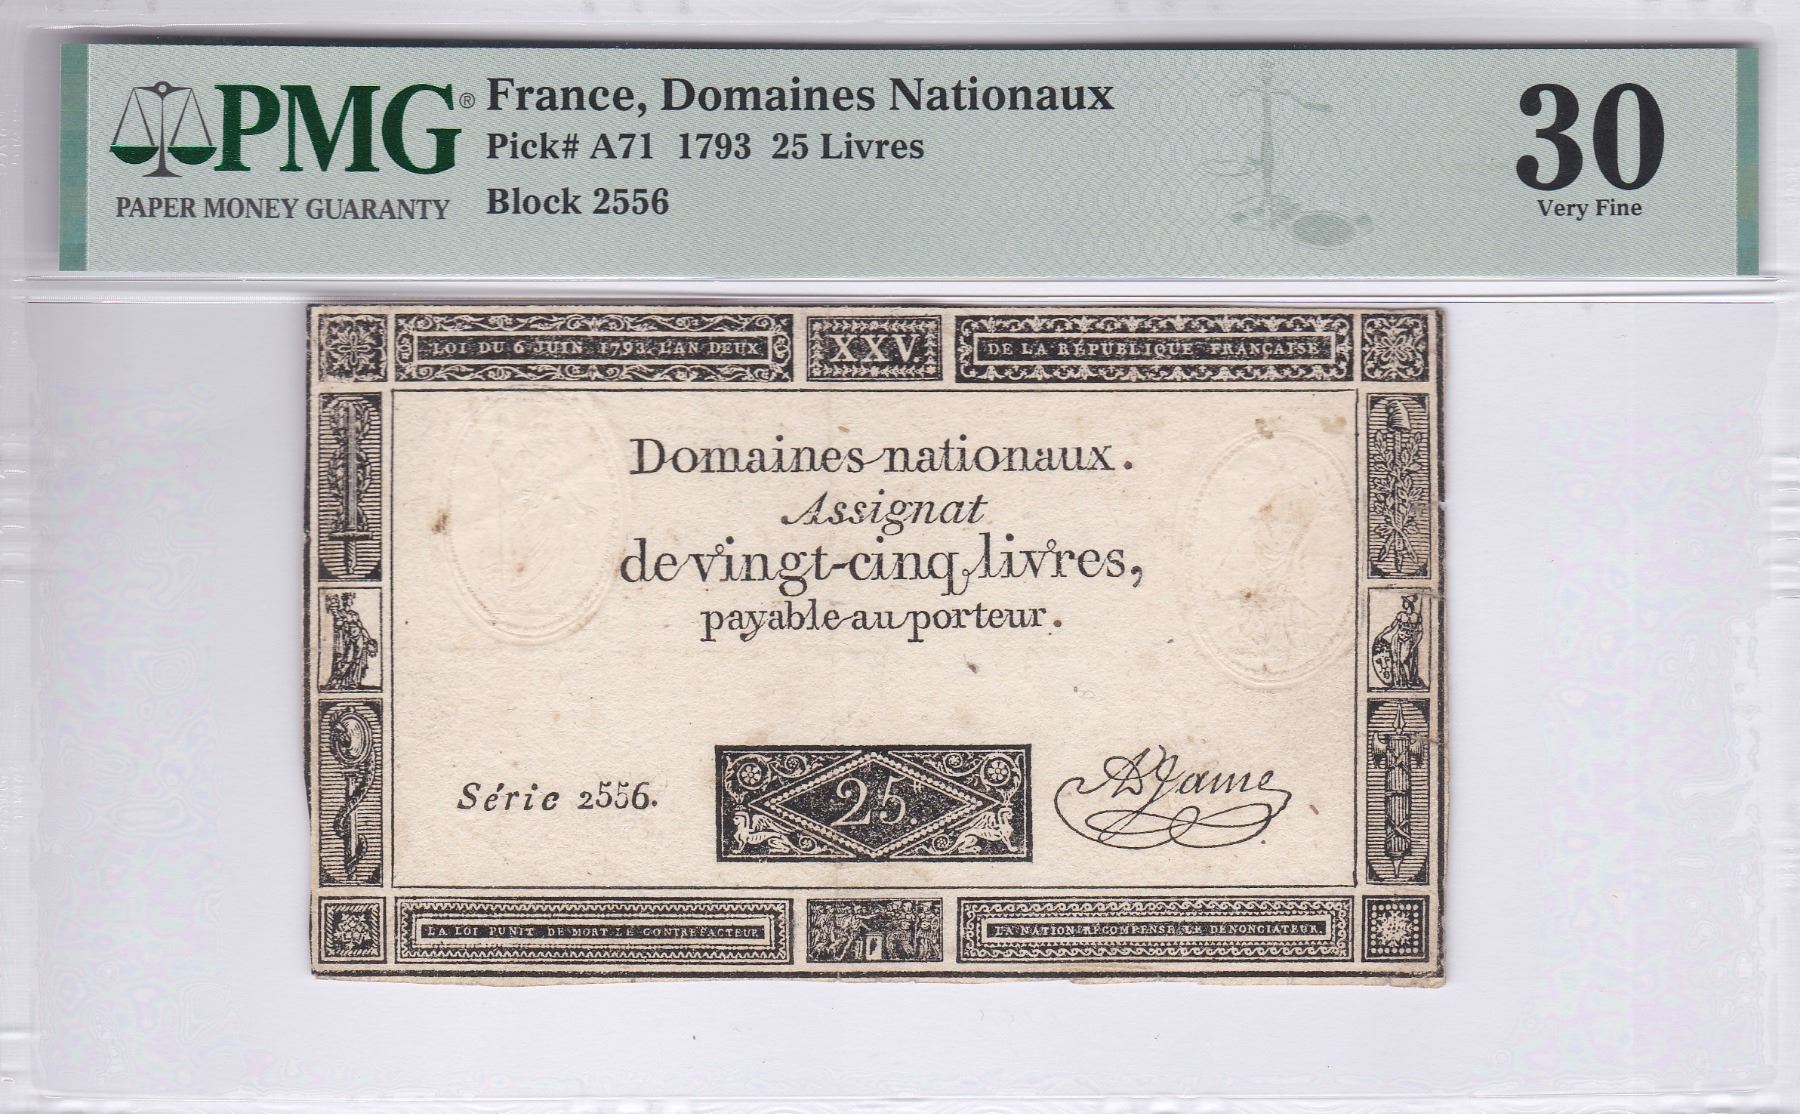 PMG®
PAPER MONEY GUARANTY
France, Domaines Nationaux
Pick# A71 1793 25 Livres
Block 2556
30
Very Fine
LOI DU 6 JUIN 1793. L'AN DEUX
XXV.
DE LA RÉPUBLIQUE FRANÇAISE
Domaines nationaux.
Assignat
de vingt-cinq livres,
payable au porteur.
Série 2556.
25.
A Jame
LA LOI PUNIT DE MORT LE CONTREFACTEUR
LA NATION RÉCOMPENSE LE DÉNONCIATEUR.